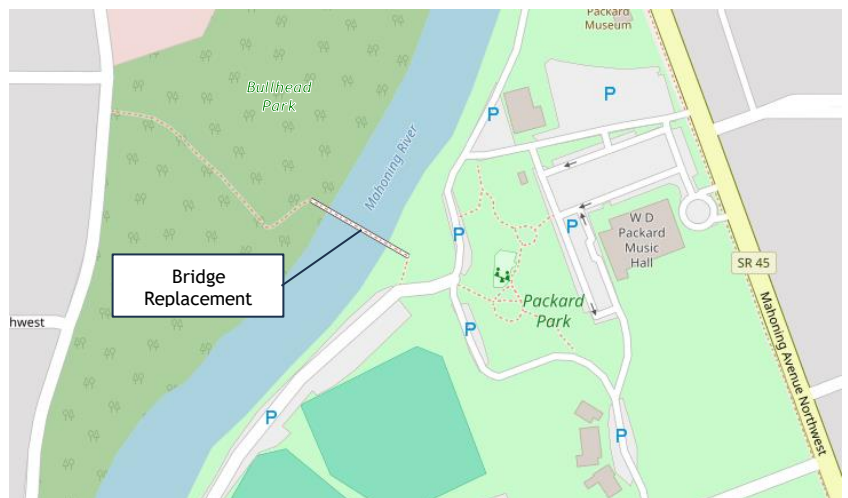 Packard
Museum
P
P
Bullhead
Park
Mahoning River
P
P
W D
Packard
Music
Hall
SR 45
Bridge
Replacement
Packard
Park
P
hwest
Mahoning Avenue Northwest
P
P